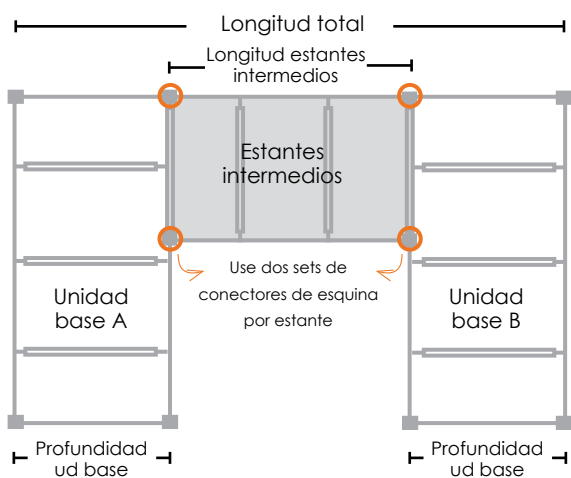 Longitud total
Longitud estantes
intermedios
Estantes
intermedios
Use dos sets de
conectores de esquina
por estante
Unidad
base A
Unidad
base B
Profundidad
ud base
Profundidad
ud base